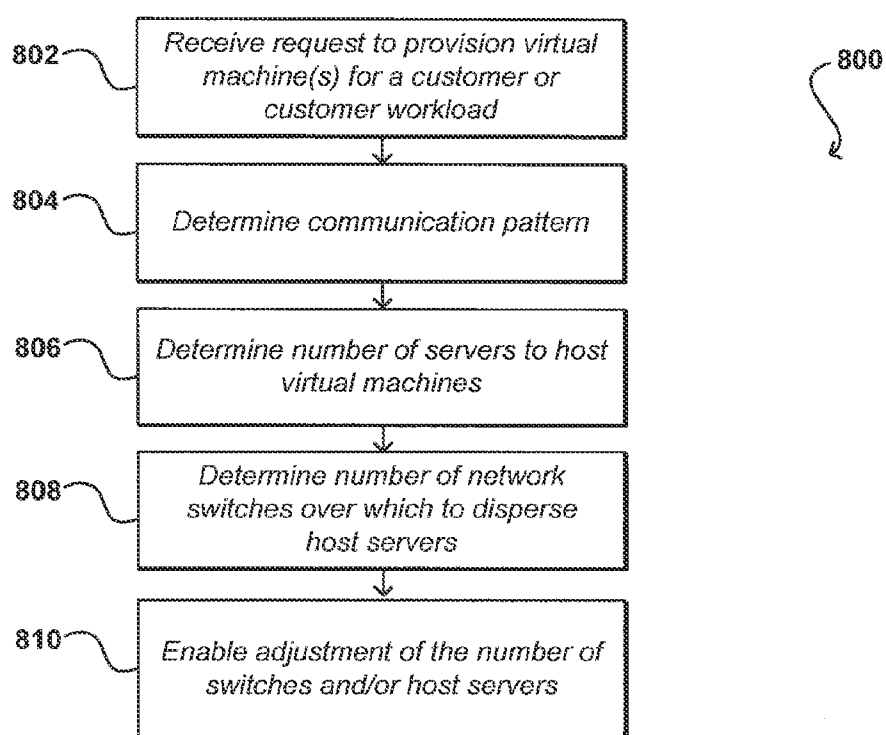 802
Receive request to provision virtual
machine(s) for a customer or
customer workload
800
804
Determine communication pattern
806
Determine number of servers to host
virtual machines
808
Determine number of network
switches over which to disperse
host servers
810
Enable adjustment of the number of
switches and/or host servers